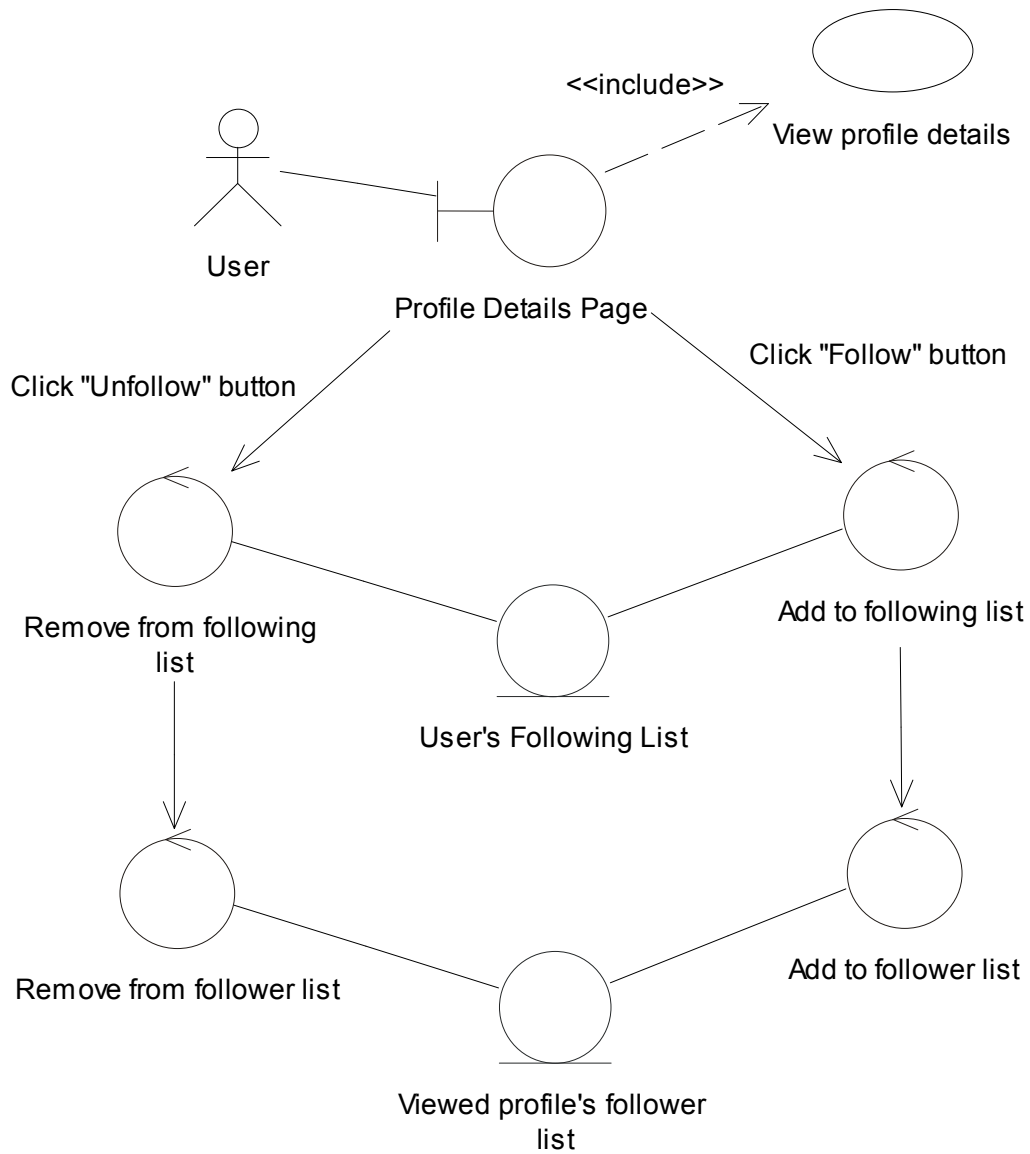 <<include>>
View profile details
User
Profile Details Page
Click "Follow" button
Click "Unfollow" button
Add to following list
Remove from following
list
User's Following List
Add to follower list
Remove from follower list
Viewed profile's follower
list